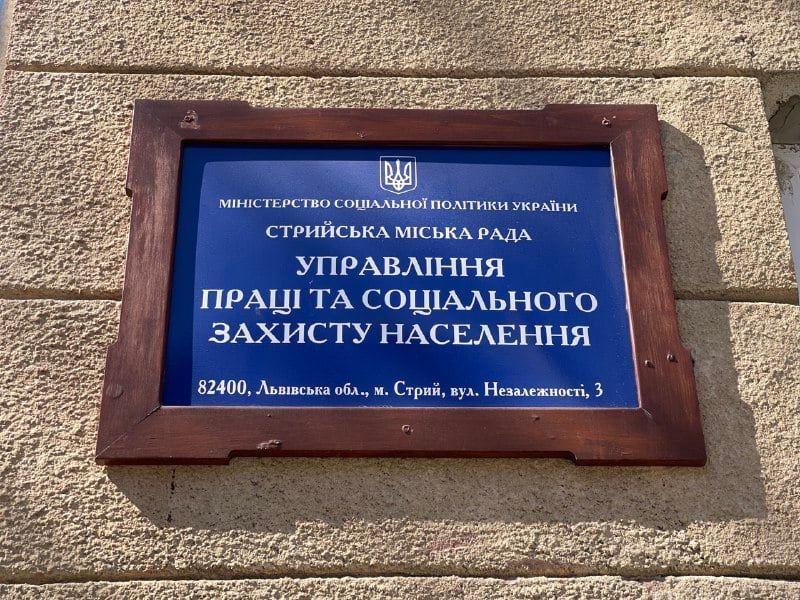 МІНІСТЕРСТВО СОЦІАЛЬНОЇ ПОЛІТИКИ УКРАЇНИ
СТРИЙСЬКА МІСЬКА РАДА
УПРАВЛІННЯ
ПРАЦІ ТА СОЦІАЛЬНОГО
ЗАХИСТУ НАСЕЛЕННЯ
82400, Львівська обл., м. Стрий, вул. Незалежності, 3